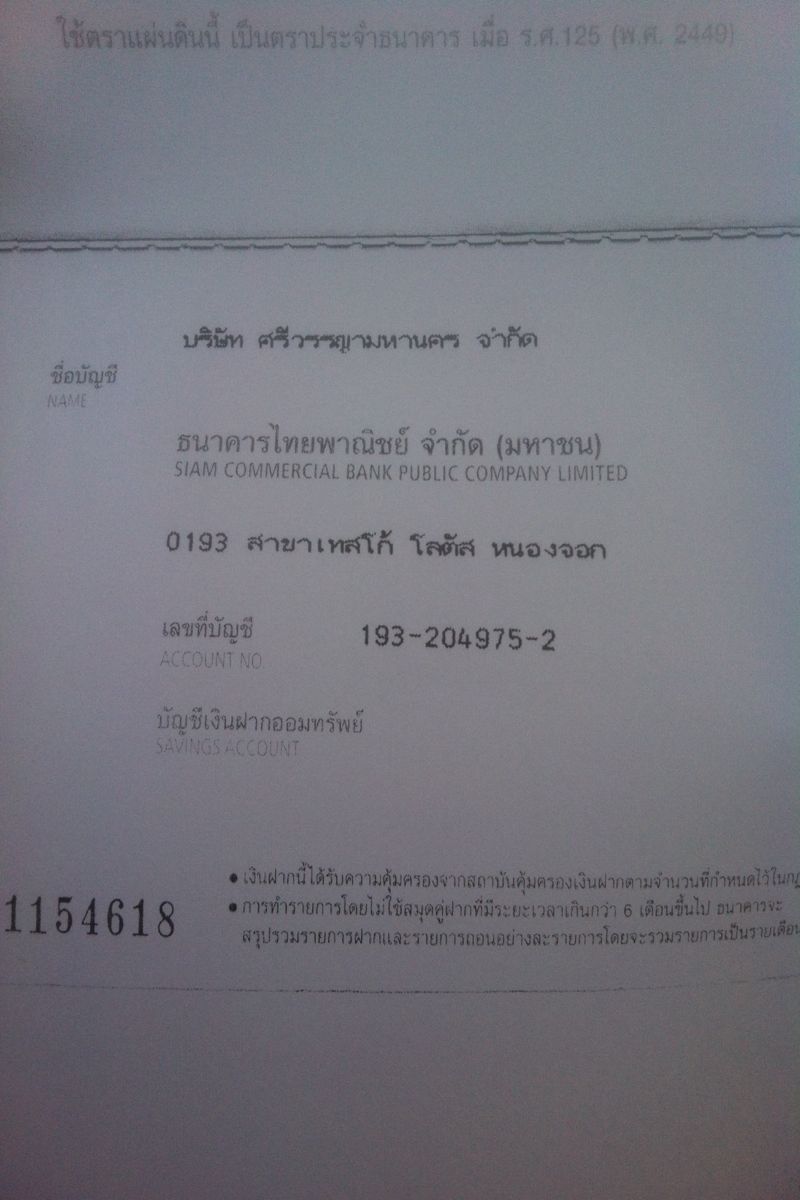 ใช้ตราแผ่นดินนี้ เป็นตราประจำธนาคาร เมื่อ ร.ศ.125 (พ.ศ. 2449)
บริษัท ศรีวรรญามหานคร จำกัด
ชื่อบัญชี
NAME
ธนาคารไทยพาณิชย์ จำกัด (มหาชน)
SIAM COMMERCIAL BANK PUBLIC COMPANY LIMITED
0193 สาขาเทสโก้ โลตัส หนองจอก
เลขที่บัญชี 193-204975-2
ACCOUNT NO.
บัญชีเงินฝากออมทรัพย์
SAVINGS ACCOUNT
• เงินฝากนี้ได้รับความคุ้มครองจากสถาบันคุ้มครองเงินฝากตามจำนวนที่กำหนดไว้ใน
1154618
• การทำรายการโดยไม่ใช้สมุดคู่ฝากที่มีระยะเวลาเกินกว่า 6 เดือนขึ้นไป ธนาคารจะ
สรุปรวมรายการฝากและรายการถอนอย่างละรายการโดยจะรวมรายการเป็นรายเดือน